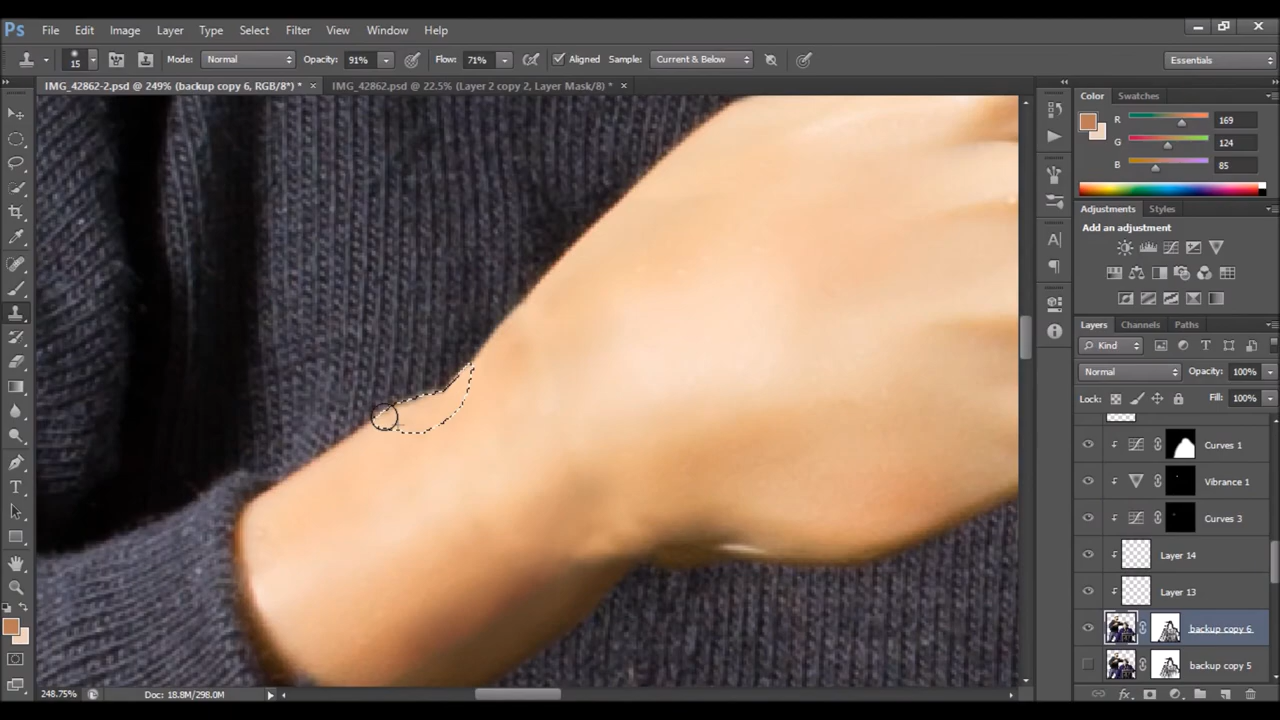 Ps File Edit Image Layer Type Select Filter View Window Help
15 Mode: Normal Opacity: 91% Flow: 71% Aligned Sample: Current & Below Essentials
IMG_42862-2.psd @ 249% (backup copy 6, RGB/8*) * × IMG_42862.psd @ 22.5% (Layer 2 copy 2, Layer Mask/8) * ×
Color Swatches
R 169
G 124
B 85
Adjustments Styles
Add an adjustment
Layers Channels Paths
Kind
Normal Opacity: 100%
Lock: Fill: 100%
Curves 1
Vibrance 1
Curves 3
Layer 14
Layer 13
backup copy 6
backup copy 5
248.75% Doc: 18.8M/298.0M